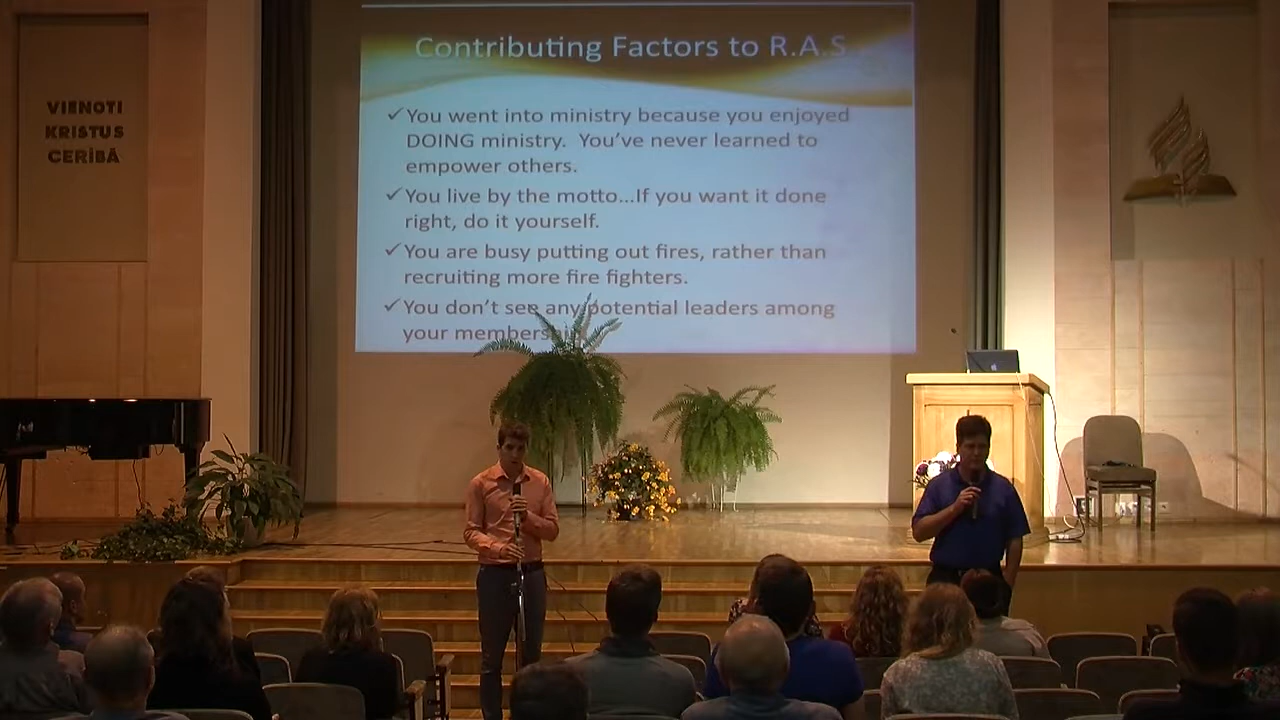 VIENOTI
KRISTUS
CERĪBĀ
Contributing Factors to R.A.S.
✓You went into ministry because you enjoyed
DOING ministry. You've never learned to
empower others.
✓You live by the motto...If you want it done
right, do it yourself.
✓You are busy putting out fires, rather than
recruiting more fire fighters.
✓You don't see any potential leaders among
your